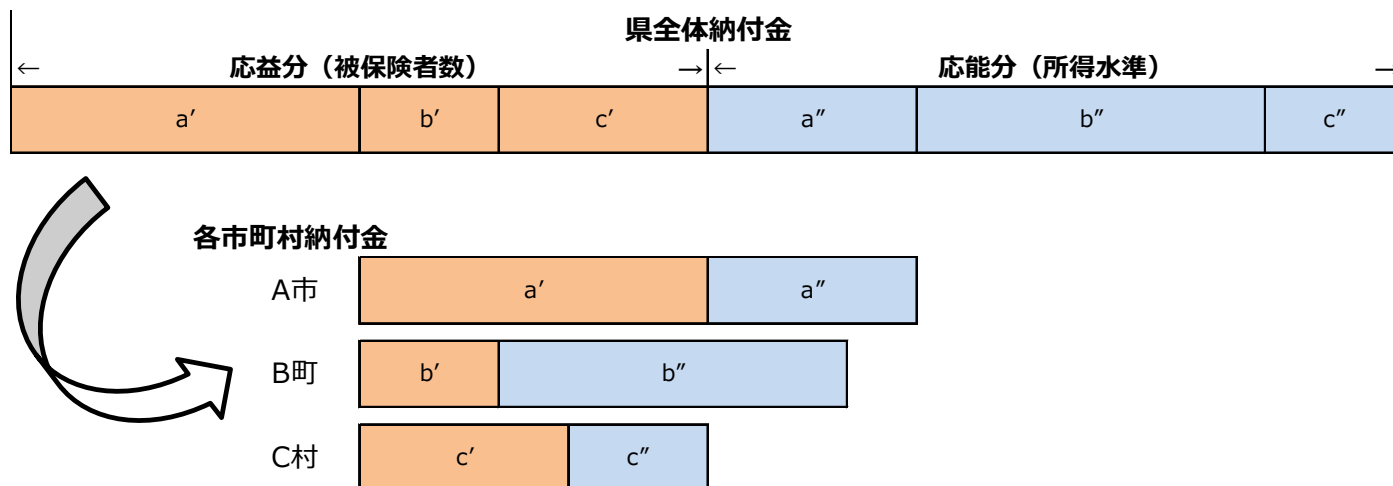 県全体納付金
← 応益分（被保険者数） → ← 応能分（所得水準） →
a′ b′ c′ a″ b″ c″
各市町村納付金
A市 a′ a″
B町 b′ b″
C村 c′ c″